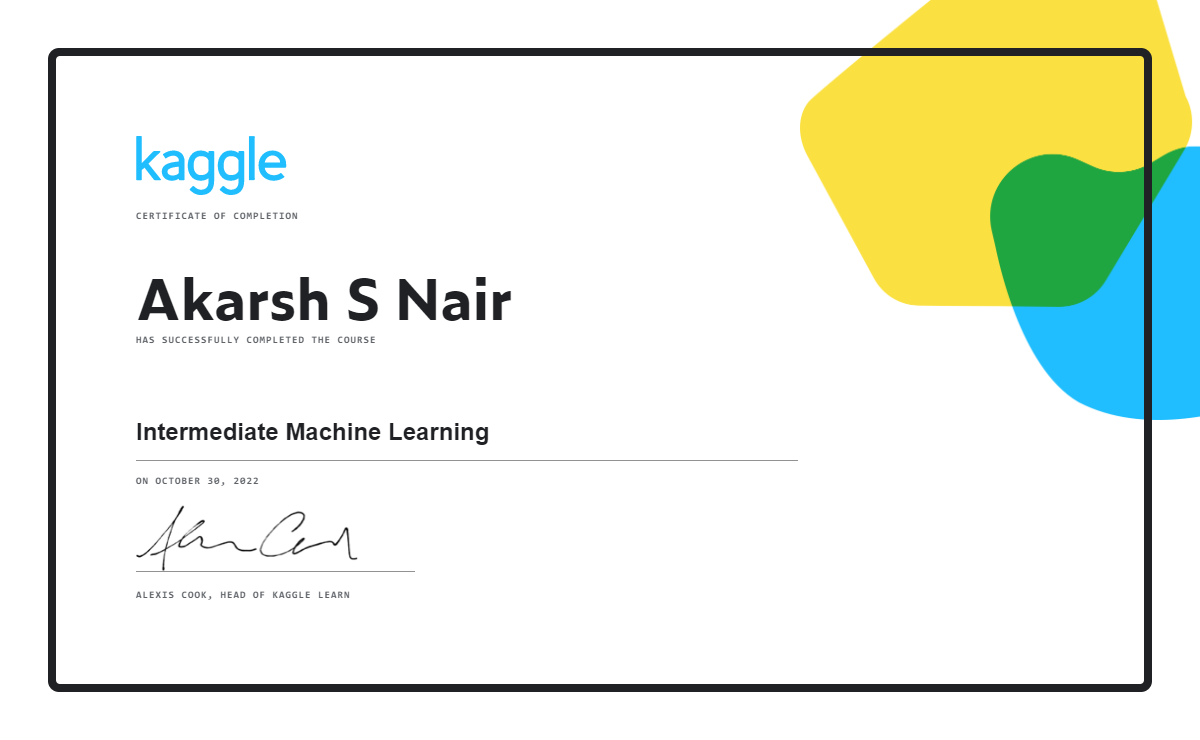 kaggle
CERTIFICATE OF COMPLETION
Akarsh S Nair
HAS SUCCESSFULLY COMPLETED THE COURSE
Intermediate Machine Learning
ON OCTOBER 30, 2022
ALEXIS COOK, HEAD OF KAGGLE LEARN